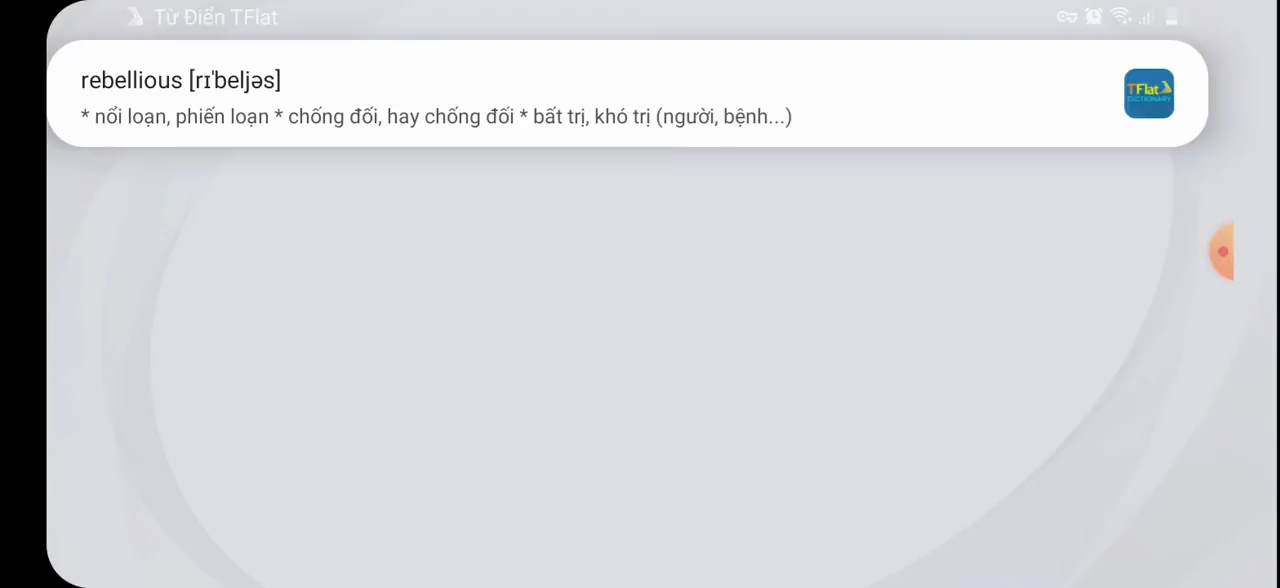 Từ Điển TFlat
rebellious [rɪ'beljəs]
* nổi loạn, phiến loạn * chống đối, hay chống đối * bất trị, khó trị (người, bệnh...)
TFlat
DICTIONARY